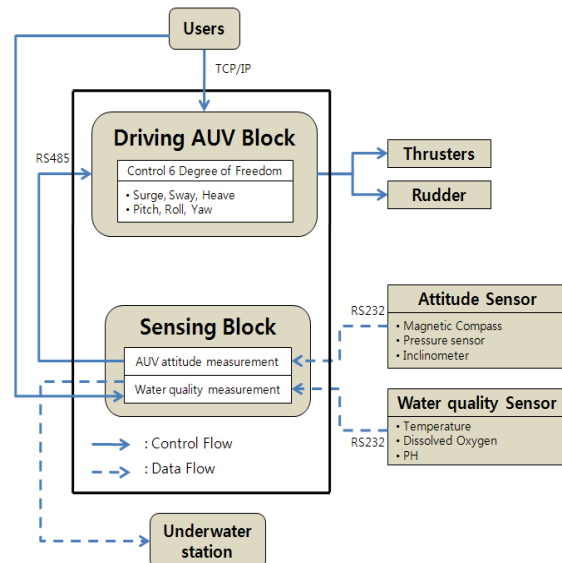 Users
TCP/IP
Driving AUV Block
RS485
Control 6 Degree of Freedom
• Surge, Sway, Heave
• Pitch, Roll, Yaw
Thrusters
Rudder
Attitude Sensor
RS232
• Magnetic Compass
• Pressure sensor
• Inclinometer
Sensing Block
AUV attitude measurement
Water quality measurement
Water quality Sensor
• Temperature
• Dissolved Oxygen
• PH
RS232
: Control Flow
: Data Flow
Underwater
station